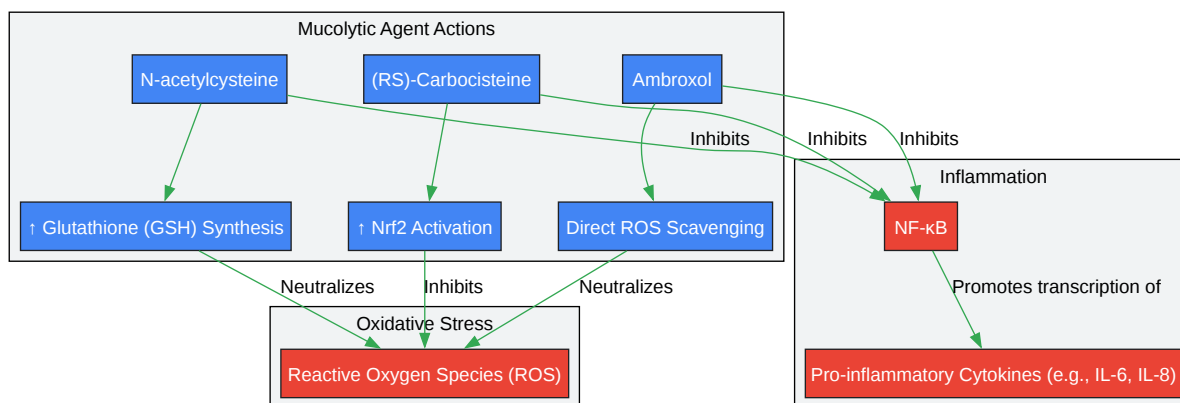 Mucolytic Agent Actions
N-acetylcysteine
(RS)-Carbocisteine
Ambroxol
Inhibits
Inhibits
Inhibits
Inflammation
↑ Glutathione (GSH) Synthesis
↑ Nrf2 Activation
Direct ROS Scavenging
NF-κB
Neutralizes
Inhibits
Neutralizes
Promotes transcription of
Oxidative Stress
Reactive Oxygen Species (ROS)
Pro-inflammatory Cytokines (e.g., IL-6, IL-8)